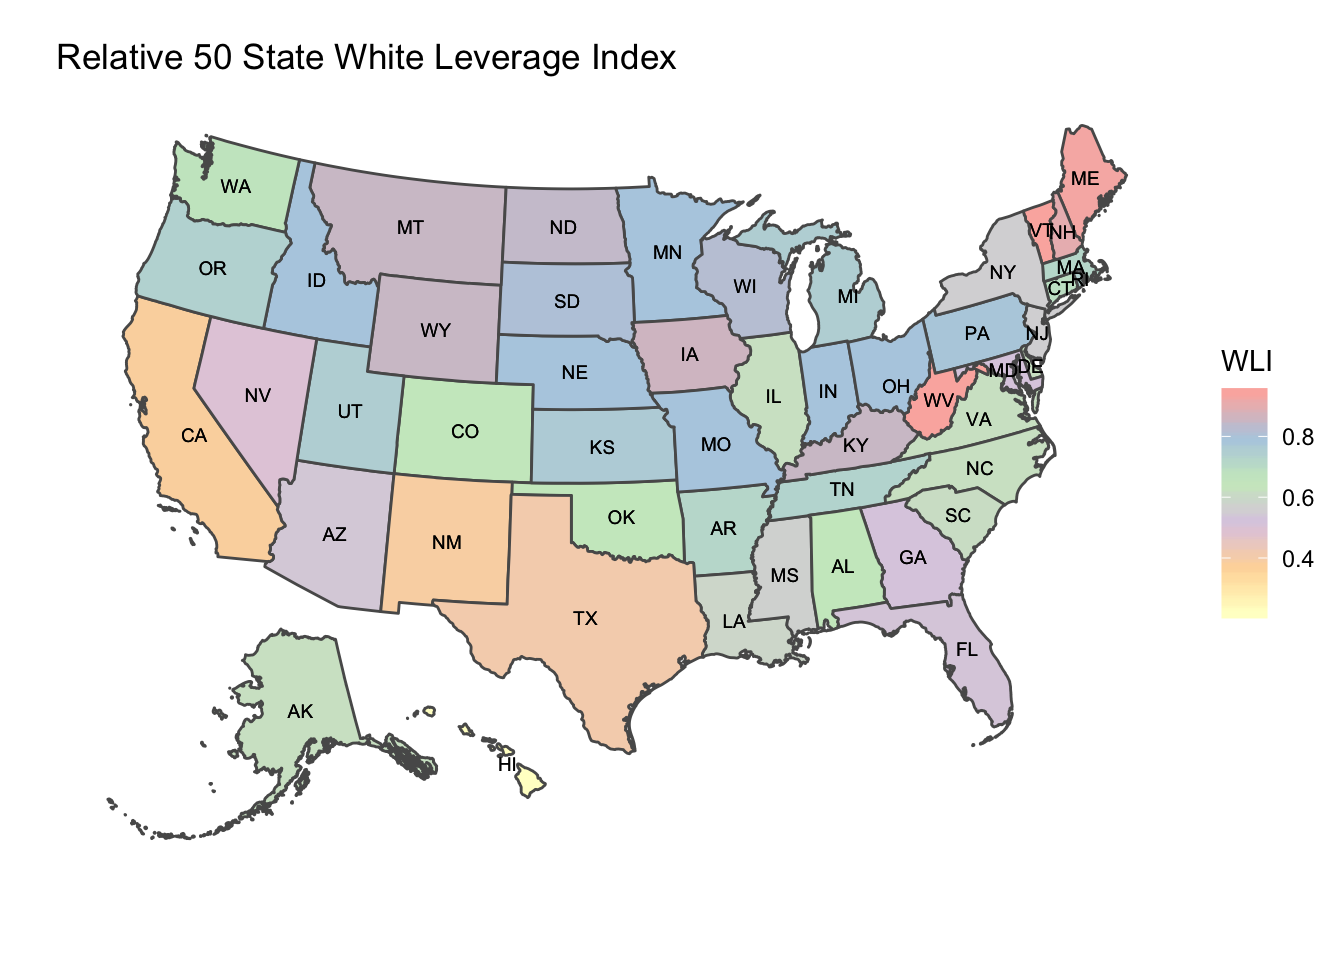 Relative 50 State White Leverage Index
ME
WA
VT
NH
MT
ND
MN
OR
NY
MA
RI
ID
WI
CT
MI
SD
WY
PA
NJ
IA
MD
DE
NE
OH
NV
IN
IL
WV
UT
VA
CO
CA
MO
KY
KS
NC
TN
SC
OK
AR
AZ
NM
GA
AL
MS
TX
LA
FL
AK
HI
WLI
0.8
0.6
0.4